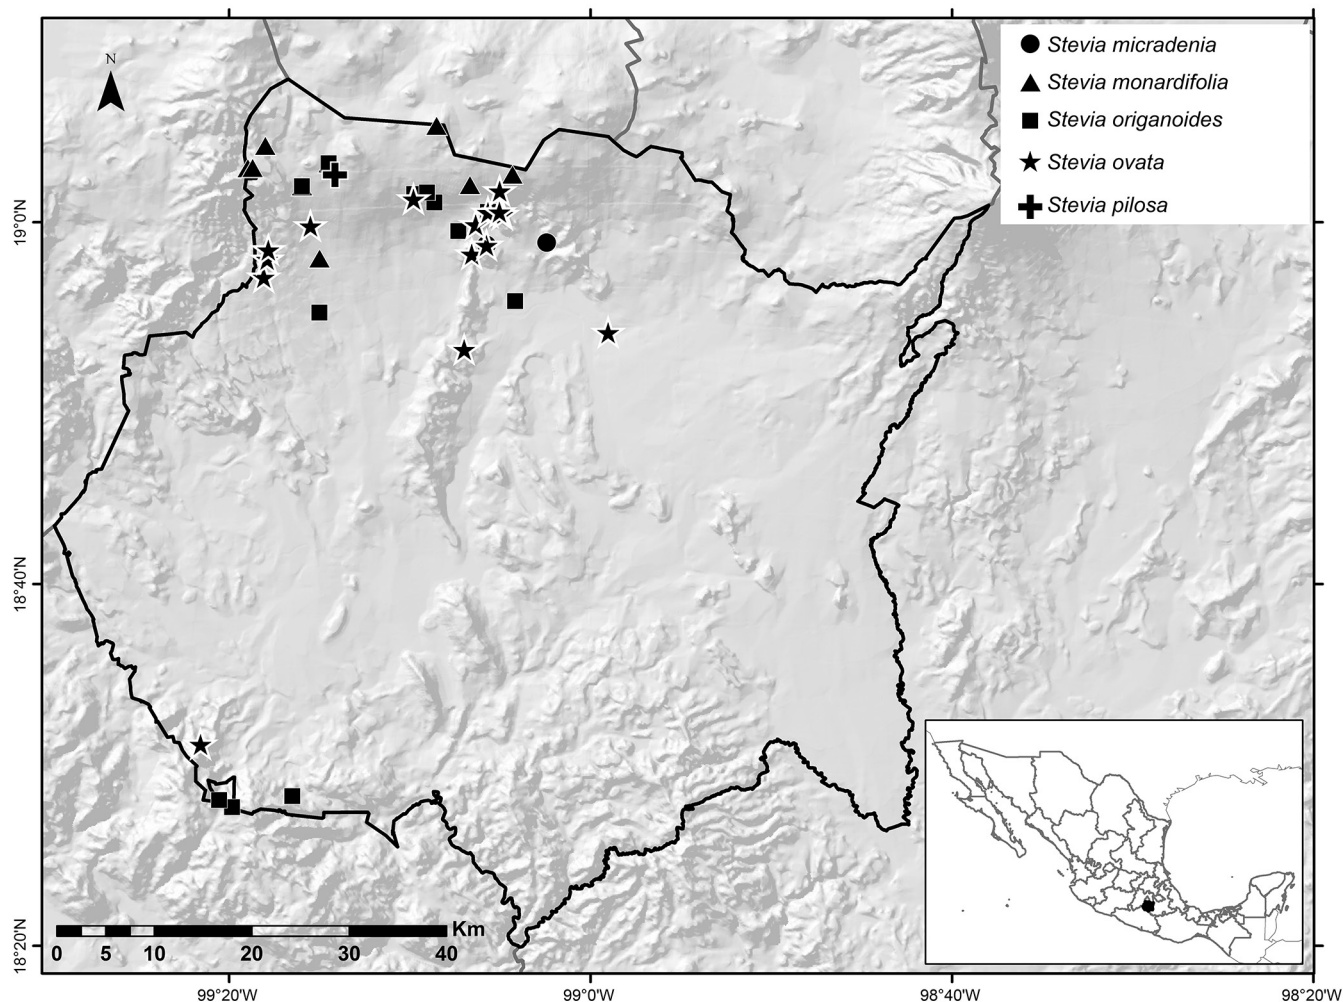 N
Stevia micradenia
Stevia monardifolia
Stevia origanoides
Stevia ovata
Stevia pilosa
19°0'N
18°40'N
18°20'N
Km
0 5 10 20 30 40
99°20'W 99°0'W 98°40'W 98°20'W